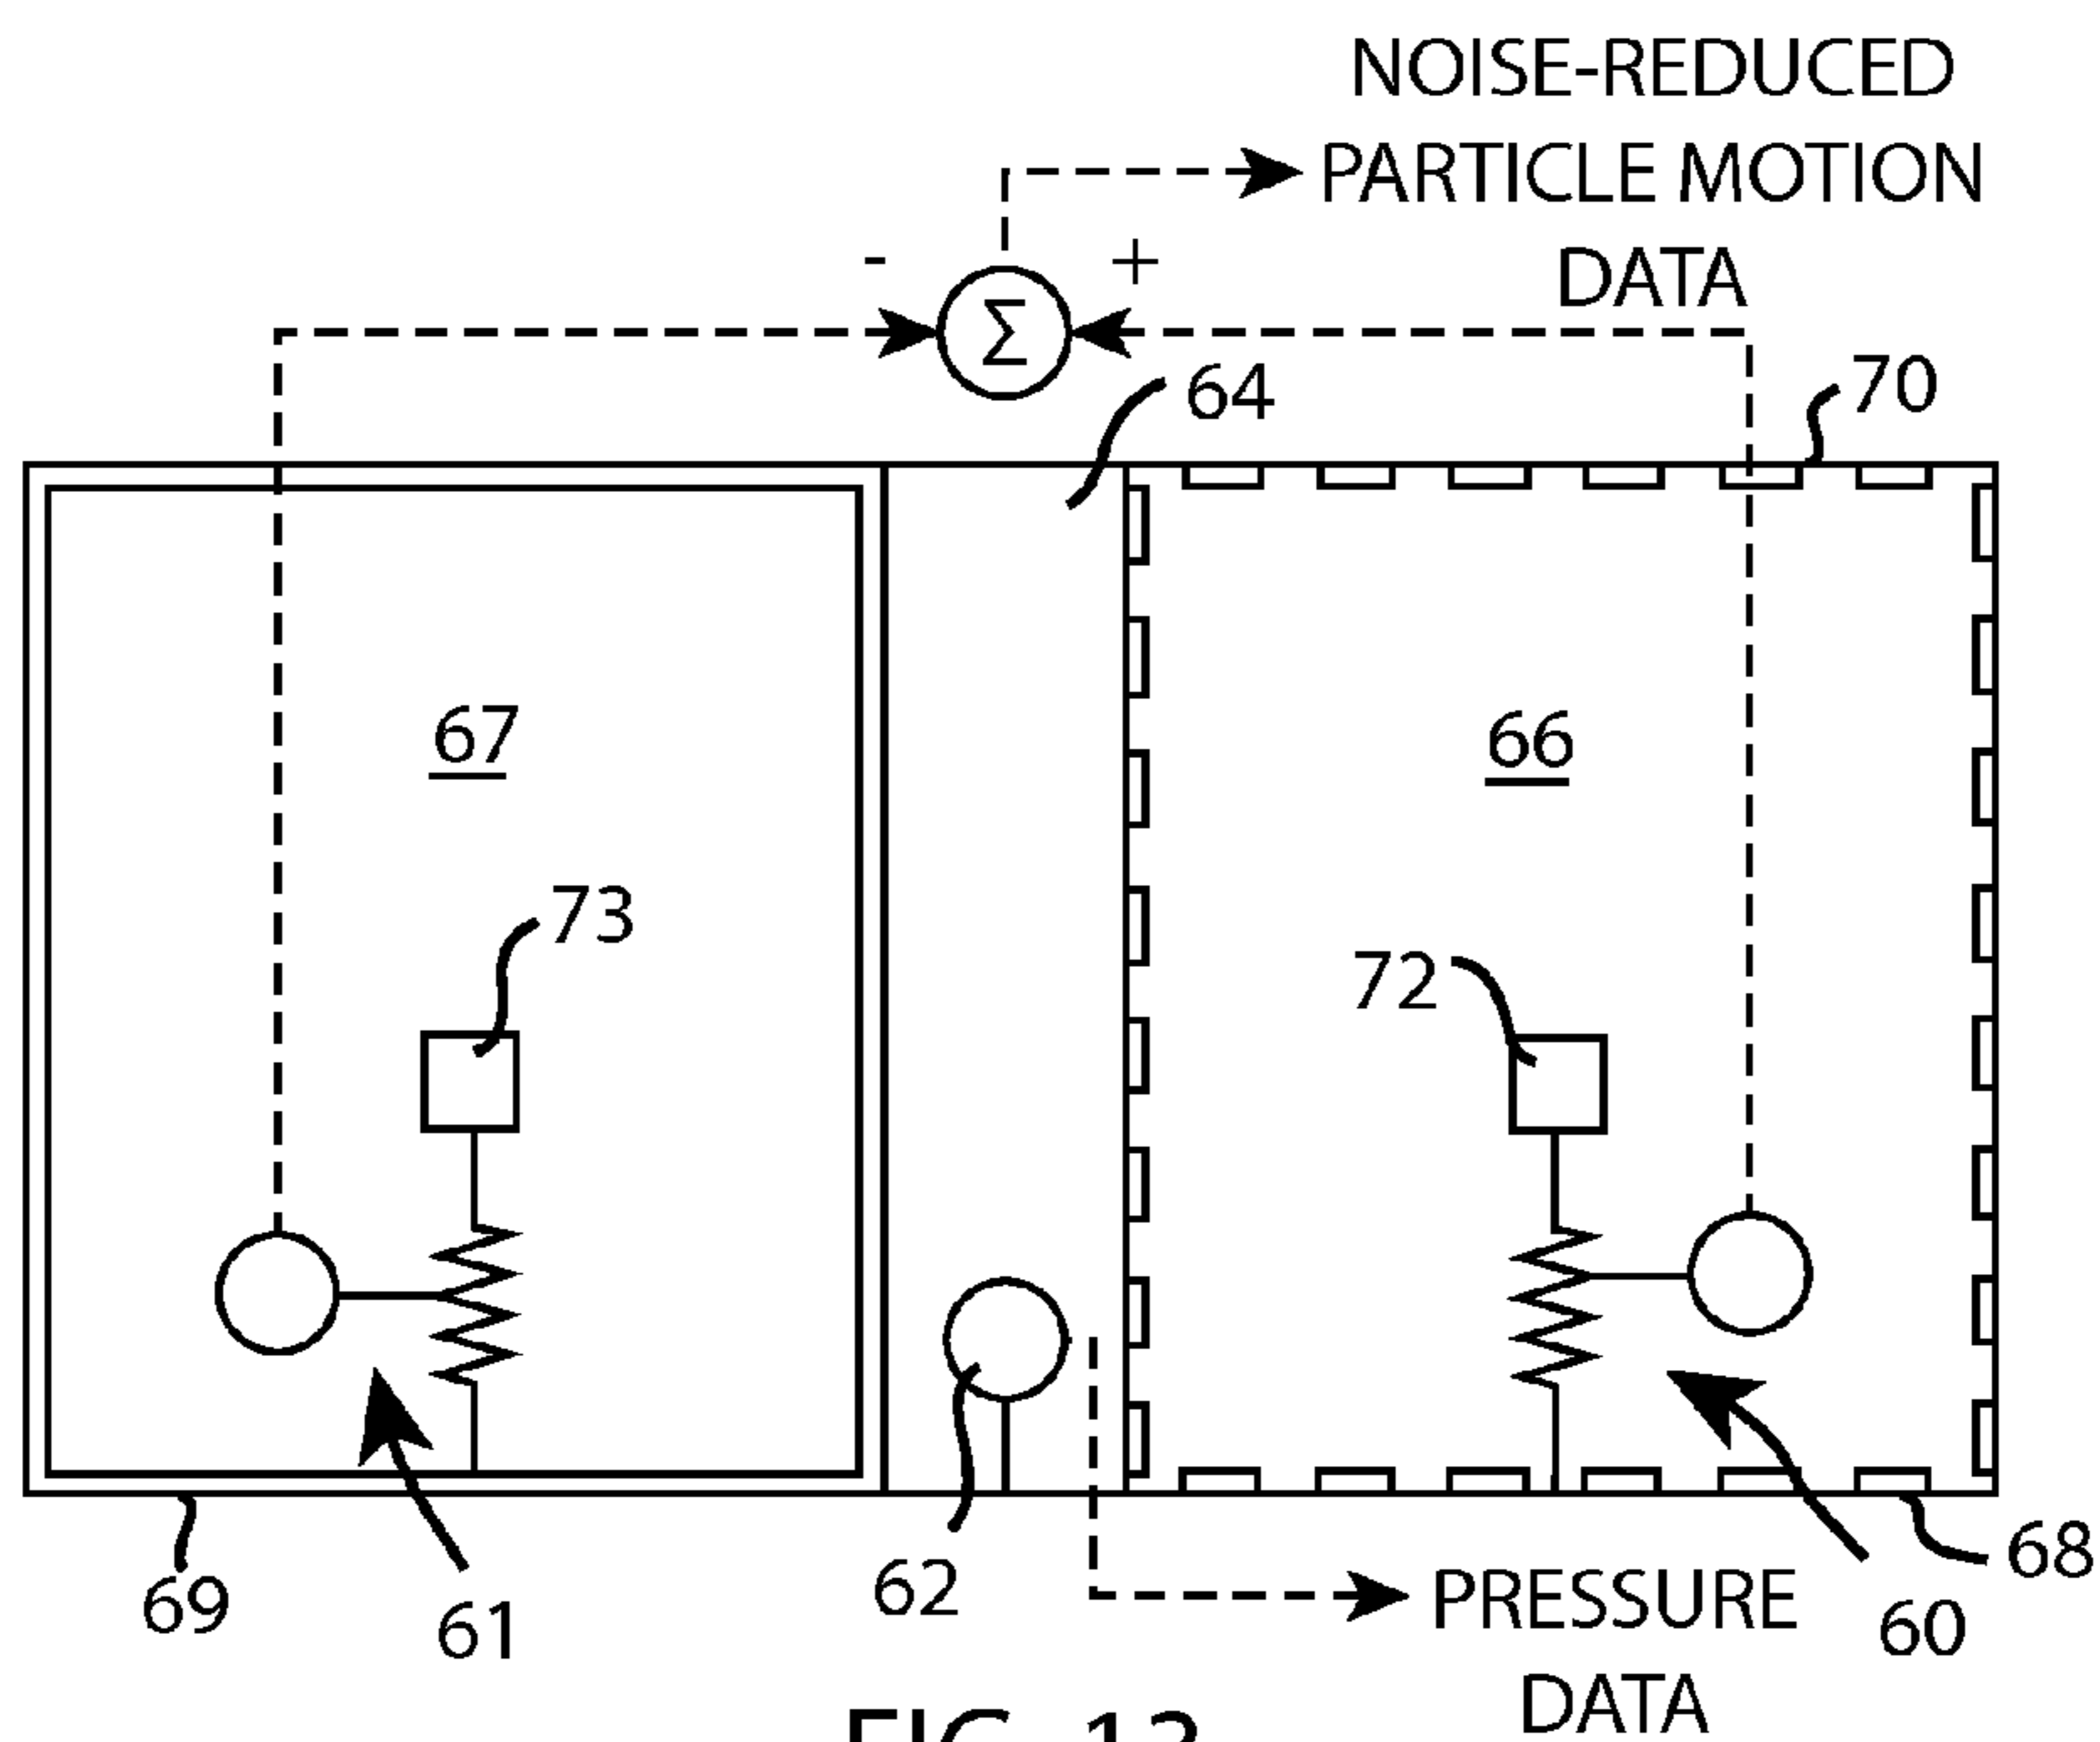 NOISE-REDUCED
PARTICLE MOTION
DATA
- +
Σ
64
70
67
66
73
72
62
69
61
68
60
PRESSURE
DATA